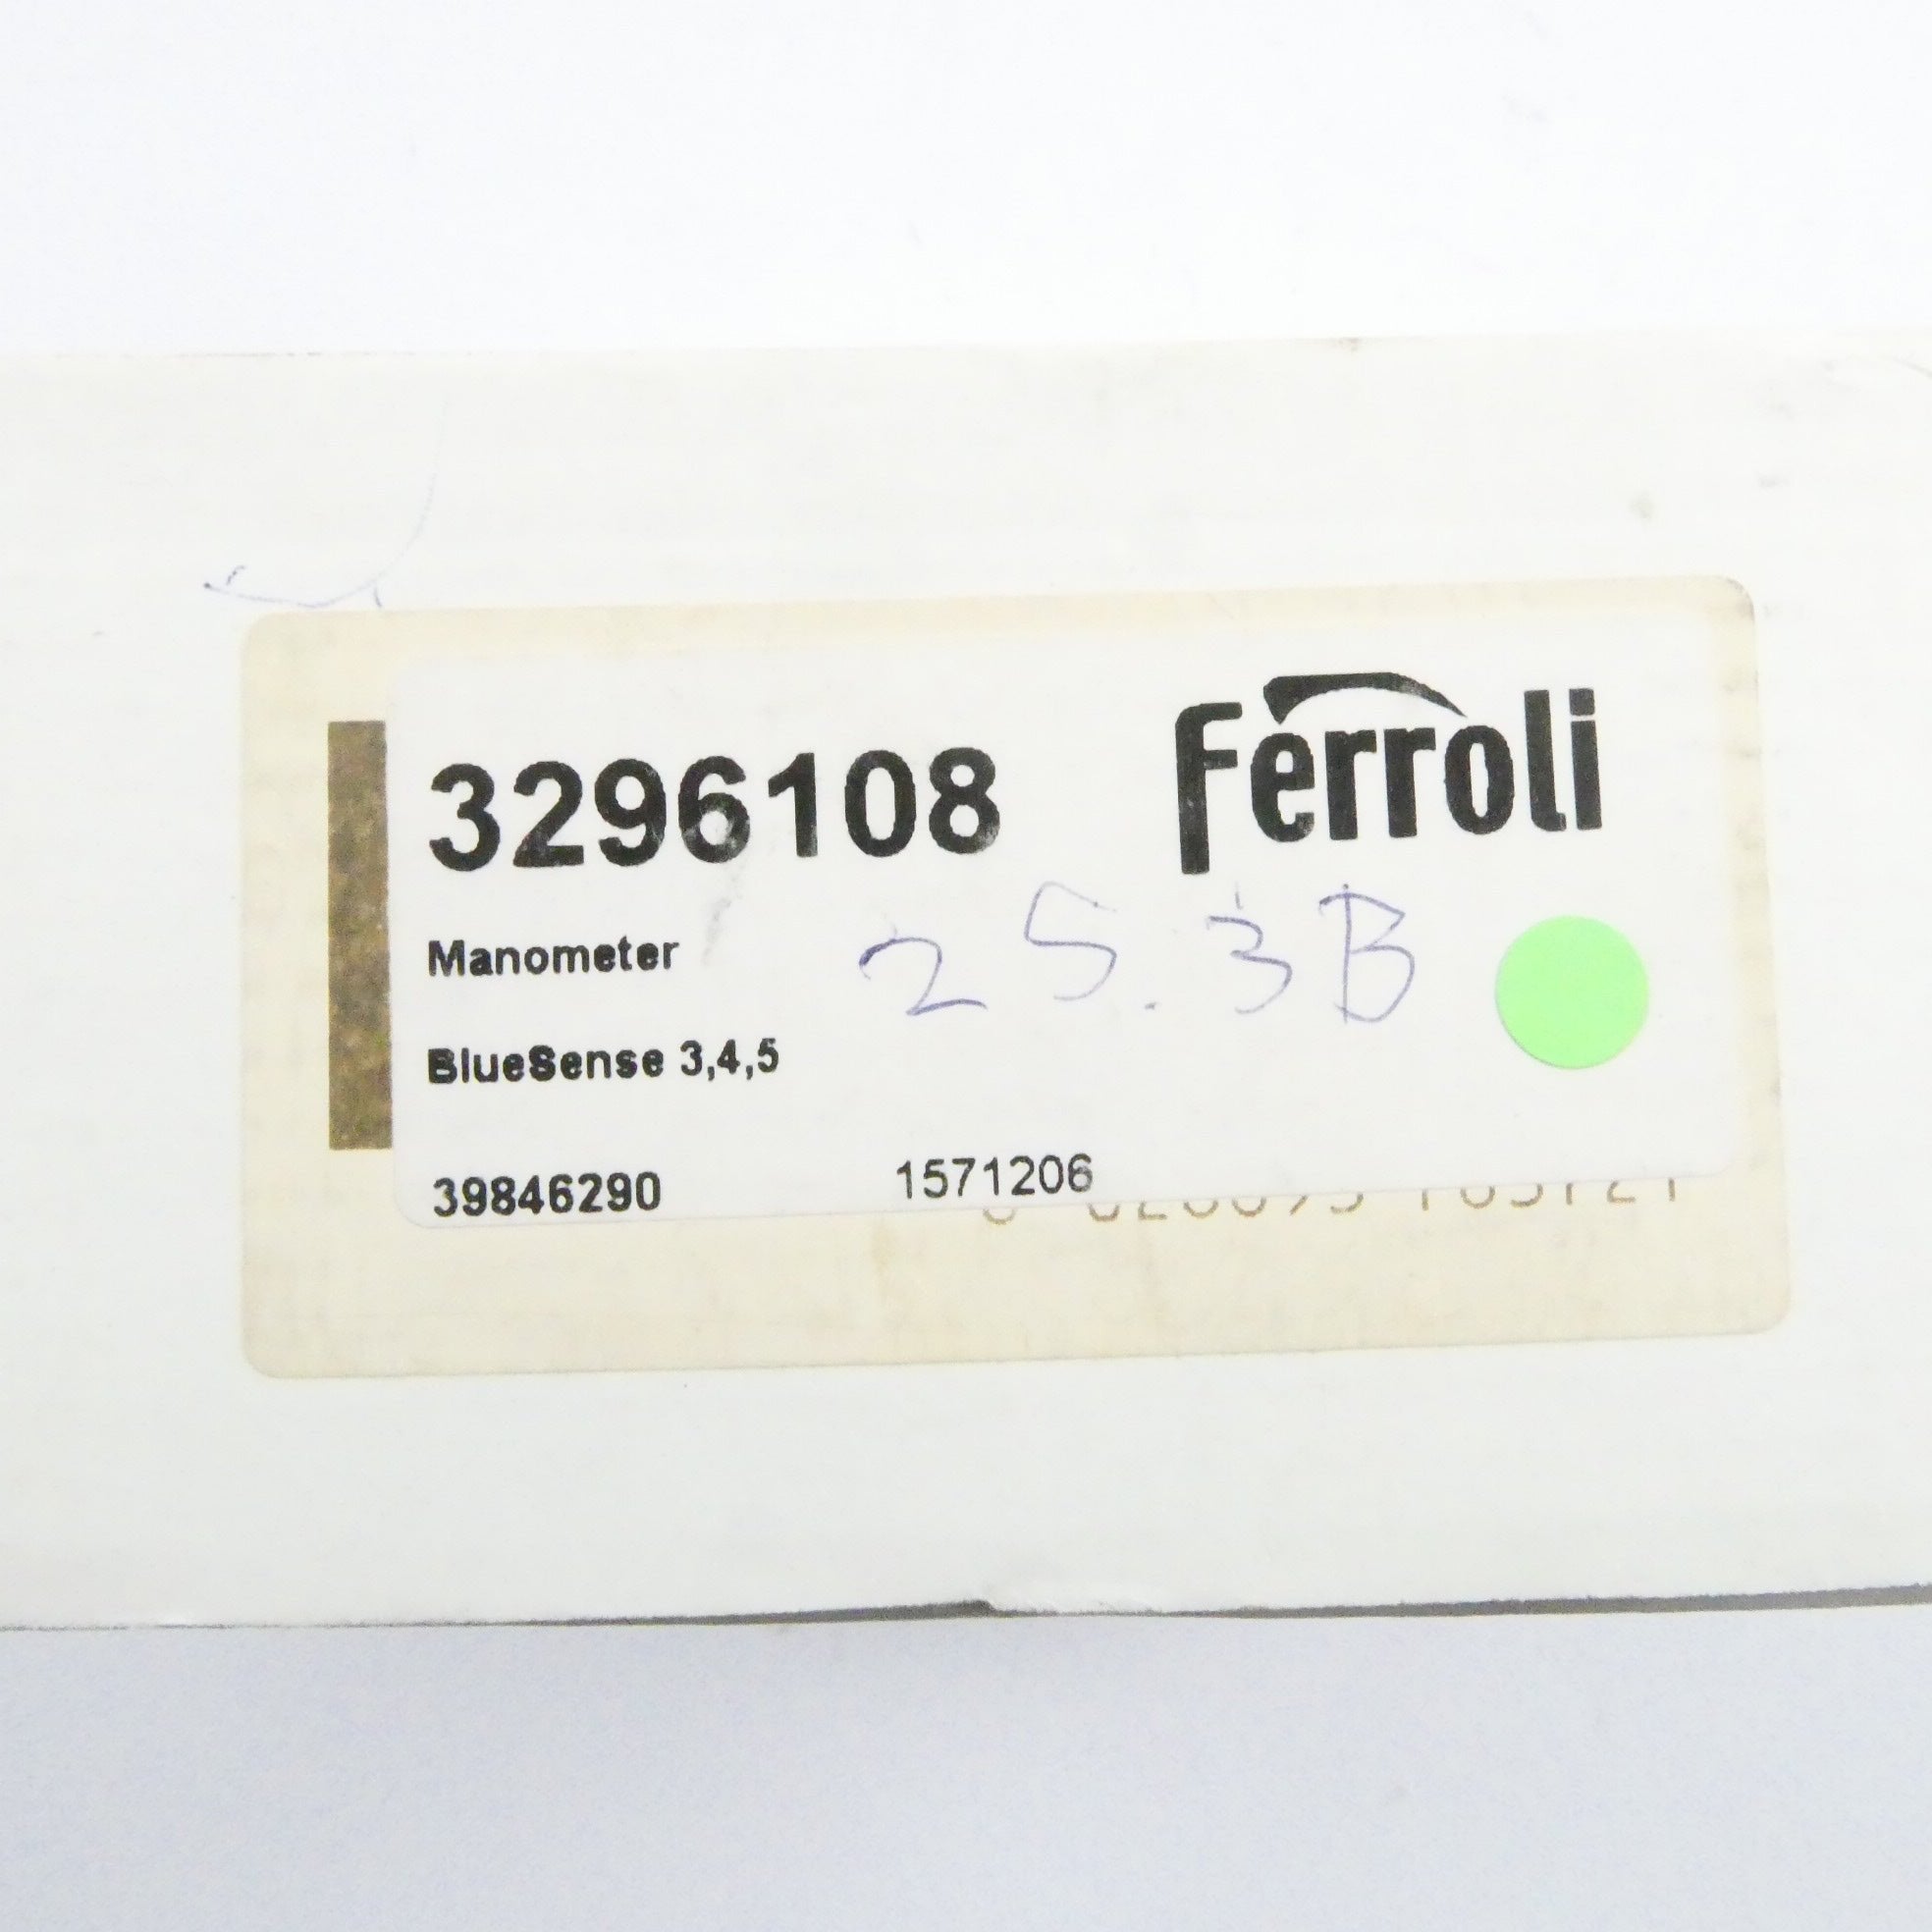 3296108 Ferroli
Manometer 25.3B
BlueSense 3,4,5
39846290 1571206